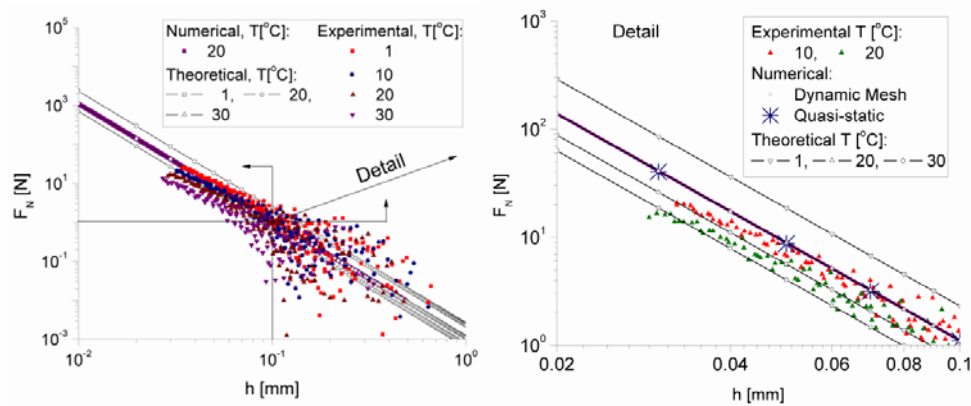 Numerical, T[°C]:
20
Theoretical, T[°C]:
1, 20,
30
Experimental, T[°C]:
1
10
20
30
Detail
10^5
10^3
10^1
10^-1
10^-3
F_N [N]
10^-2
10^-1
10^0
h [mm]
Detail
Experimental T [°C]:
10, 20
Numerical:
Dynamic Mesh
Quasi-static
Theoretical T [°C]:
1, 20, 30
10^3
10^2
10^1
10^0
F_N [N]
0.02
0.04
0.06
0.08
0.1
h [mm]